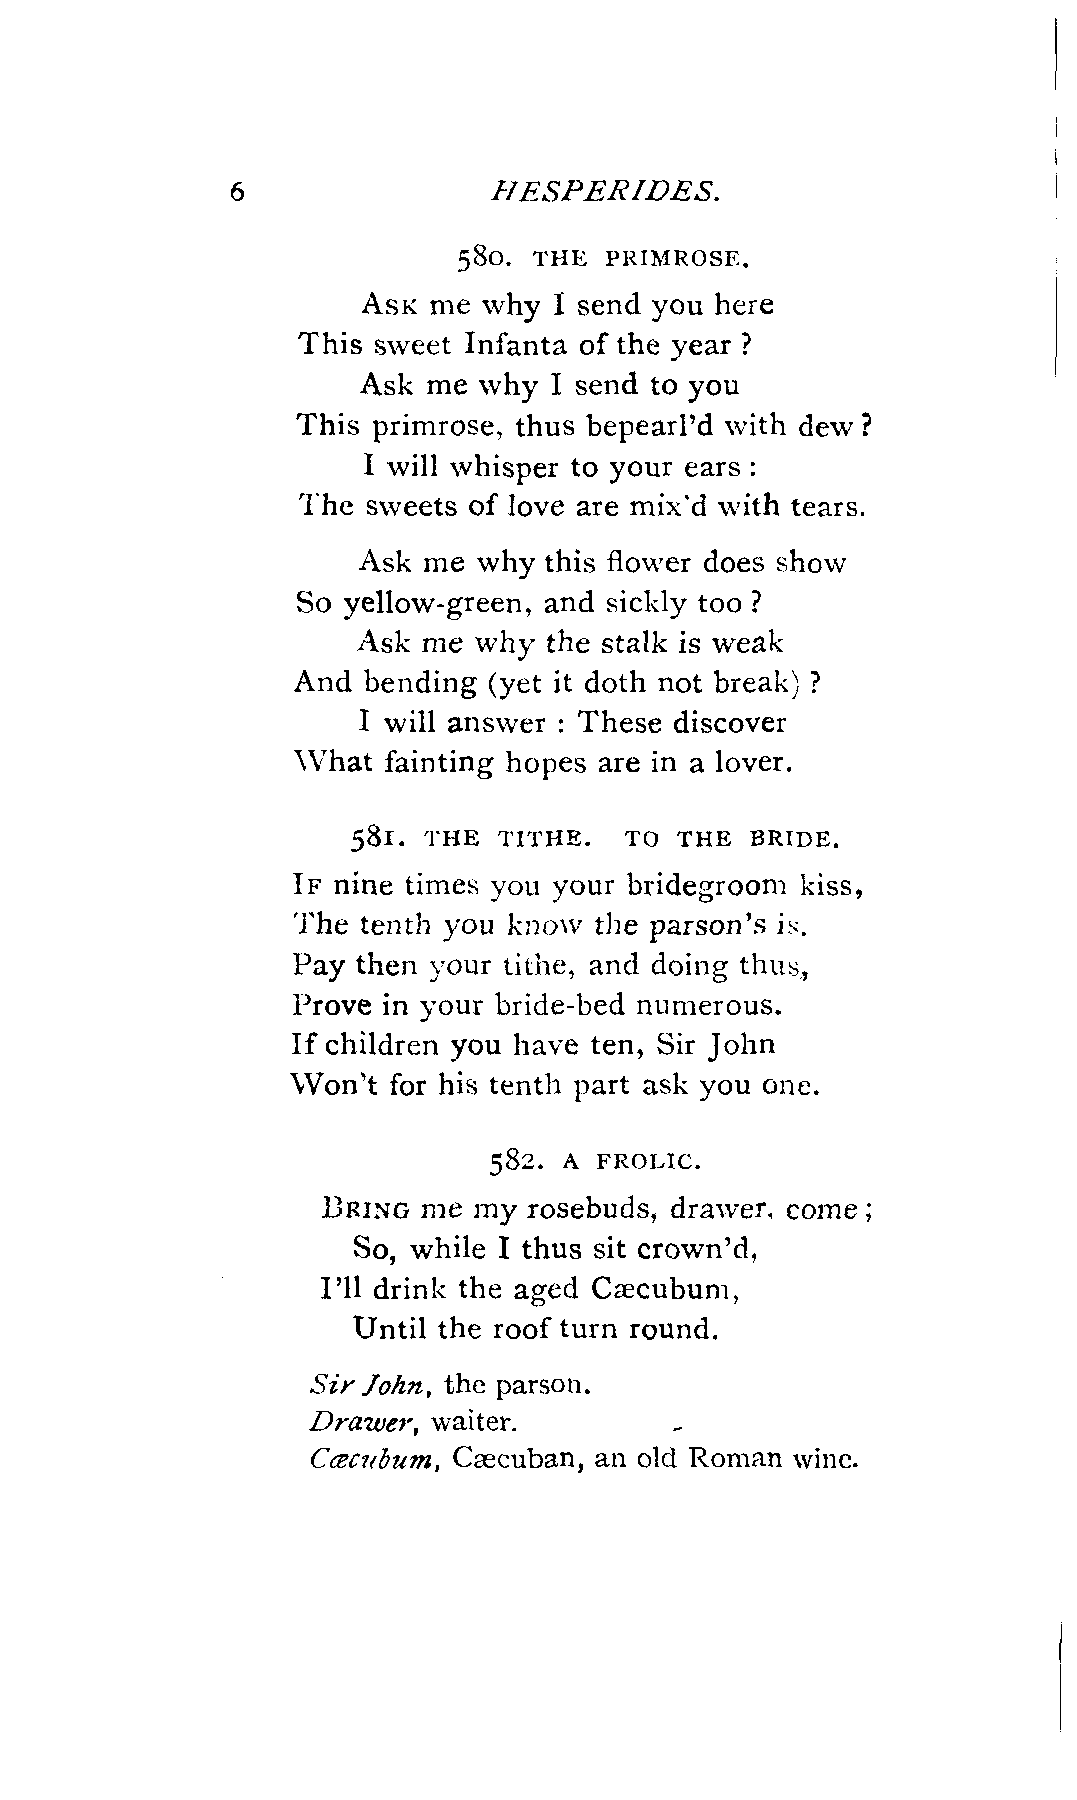 6 HESPERIDES.
580. THE PRIMROSE.
ASK me why I send you here
This sweet Infanta of the year ?
Ask me why I send to you
This primrose, thus bepearl'd with dew ?
I will whisper to your ears :
The sweets of love are mix'd with tears.
Ask me why this flower does show
So yellow-green, and sickly too ?
Ask me why the stalk is weak
And bending (yet it doth not break) ?
I will answer : These discover
What fainting hopes are in a lover.
581. THE TITHE. TO THE BRIDE.
IF nine times you your bridegroom kiss,
The tenth you know the parson's is.
Pay then your tithe, and doing thus,
Prove in your bride-bed numerous.
If children you have ten, Sir John
Won't for his tenth part ask you one.
582. A FROLIC.
BRING me my rosebuds, drawer, come ;
So, while I thus sit crown'd,
I'll drink the aged Cæcubum,
Until the roof turn round.
Sir John, the parson.
Drawer, waiter.
Cæcubum, Cæcuban, an old Roman wine.